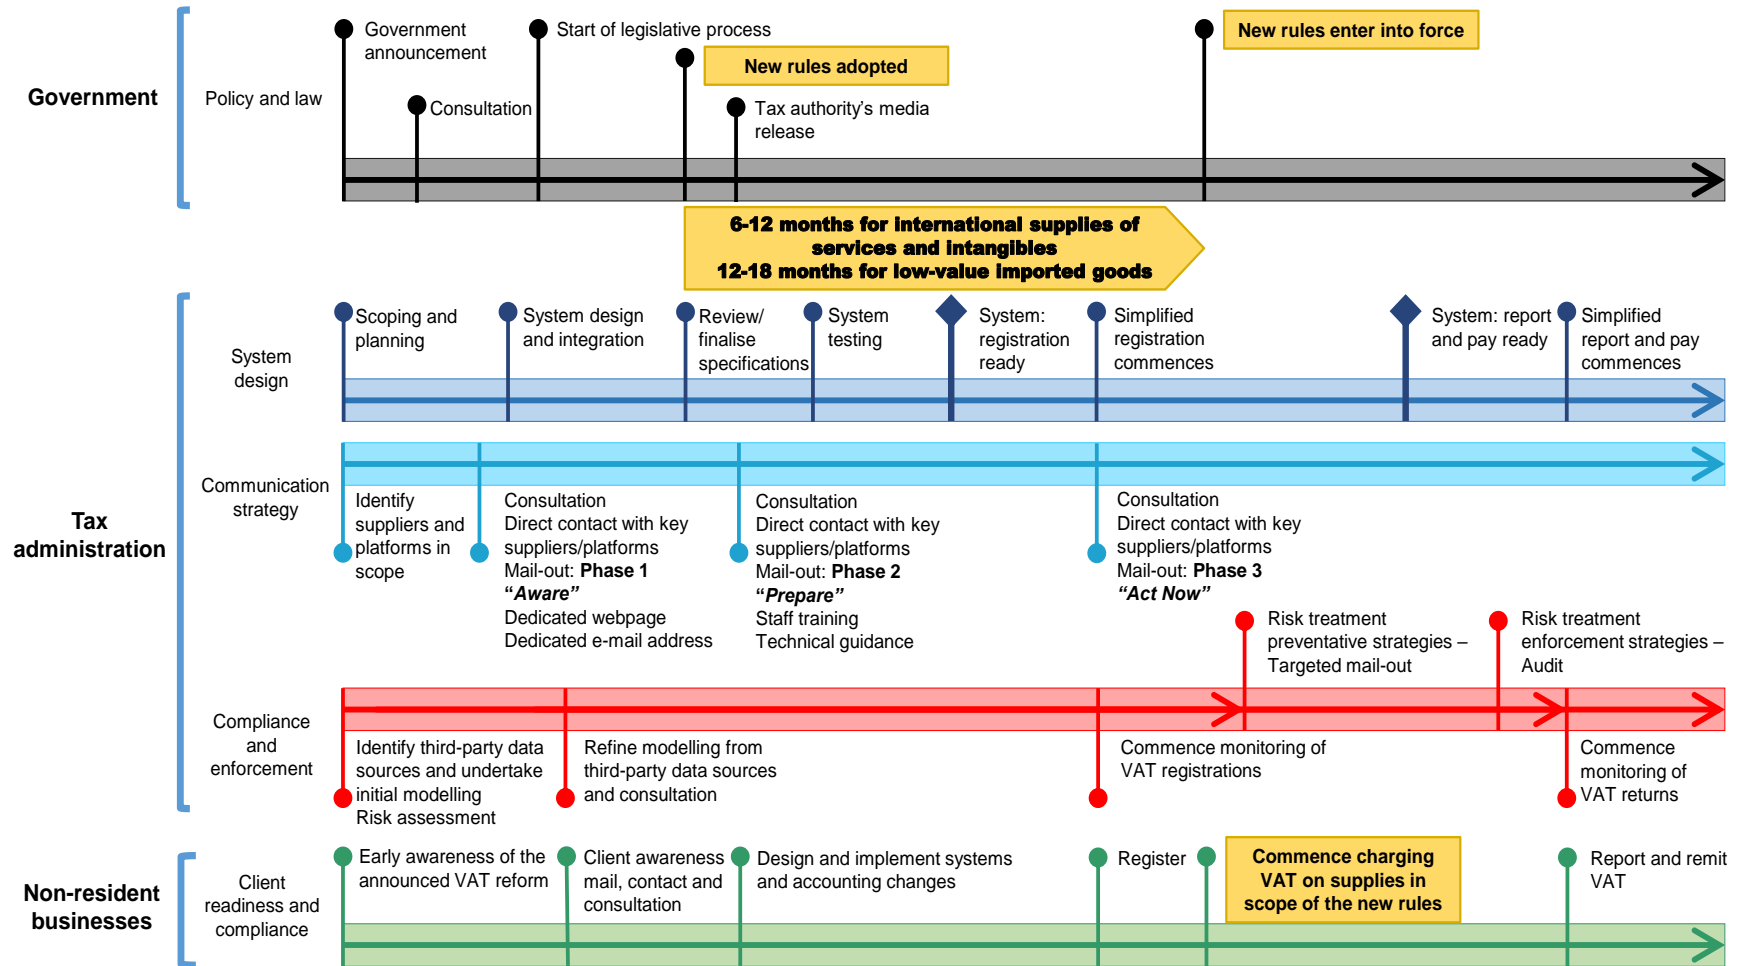 Government
Policy and law
Government
announcement
Consultation
Start of legislative process
New rules adopted
Tax authority's media
release
New rules enter into force
6-12 months for international supplies of
services and intangibles
12-18 months for low-value imported goods
Tax
administration
System
design
Scoping and
planning
System design
and integration
Review/
finalise
specifications
System
testing
System:
registration
ready
Simplified
registration
commences
System: report
and pay ready
Simplified
report and pay
commences
Communication
strategy
Identify
suppliers and
platforms in
scope
Consultation
Direct contact with key
suppliers/platforms
Mail-out: Phase 1
“Aware”
Dedicated webpage
Dedicated e-mail address
Consultation
Direct contact with key
suppliers/platforms
Mail-out: Phase 2
“Prepare”
Staff training
Technical guidance
Consultation
Direct contact with key
suppliers/platforms
Mail-out: Phase 3
“Act Now”
Risk treatment
preventative strategies –
Targeted mail-out
Risk treatment
enforcement strategies –
Audit
Compliance
and
enforcement
Identify third-party data
sources and undertake
initial modelling
Risk assessment
Refine modelling from
third-party data sources
and consultation
Commence monitoring of
VAT registrations
Commence
monitoring of
VAT returns
Non-resident
businesses
Client
readiness and
compliance
Early awareness of the
announced VAT reform
Client awareness
mail, contact and
consultation
Design and implement systems
and accounting changes
Register
Commence charging
VAT on supplies in
scope of the new rules
Report and remit
VAT